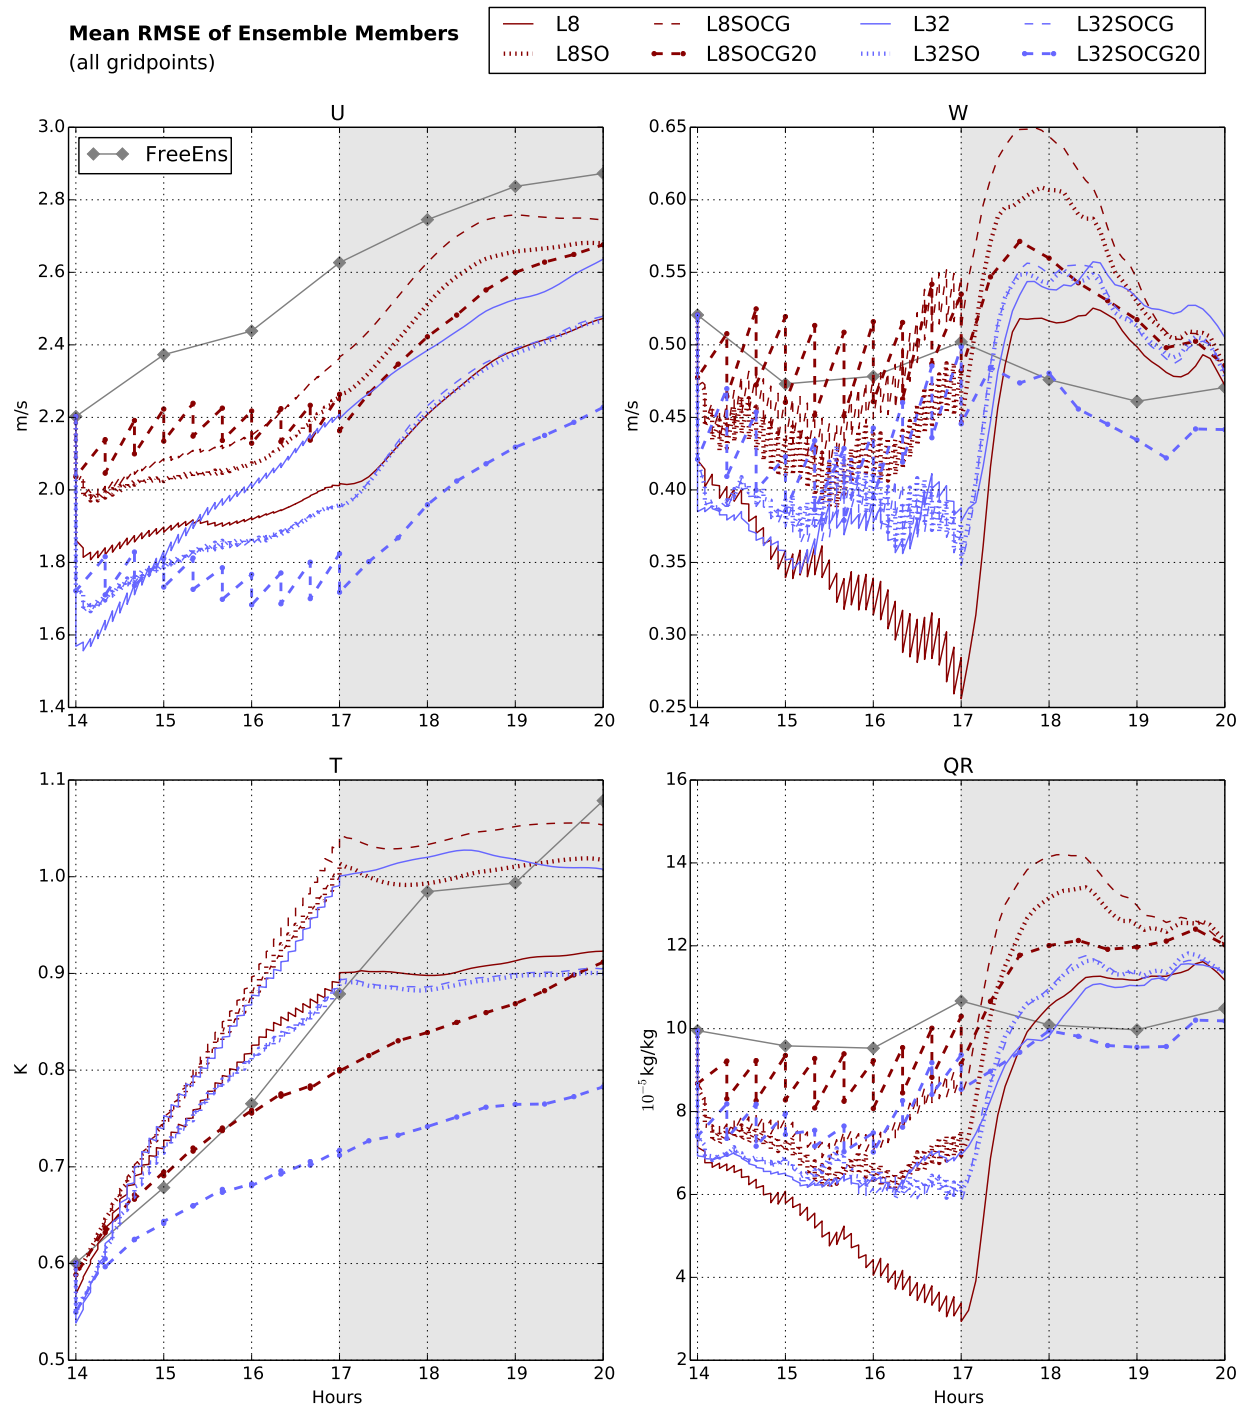 Mean RMSE of Ensemble Members
(all gridpoints)
L8 L8SOCG L32 L32SOCG
L8SO L8SOCG20 L32SO L32SOCG20
U
FreeEns
m/s
3.0
2.8
2.6
2.4
2.2
2.0
1.8
1.6
1.4
14 15 16 17 18 19 20
W
m/s
0.65
0.60
0.55
0.50
0.45
0.40
0.35
0.30
0.25
14 15 16 17 18 19 20
T
K
1.1
1.0
0.9
0.8
0.7
0.6
0.5
14 15 16 17 18 19 20
Hours
QR
10⁻⁵ kg/kg
16
14
12
10
8
6
4
2
14 15 16 17 18 19 20
Hours